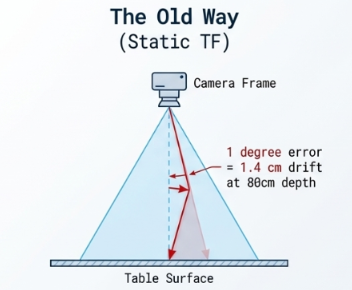 The Old Way
(Static TF)
Camera Frame
1 degree error
= 1.4 cm drift
at 80cm depth
Table Surface